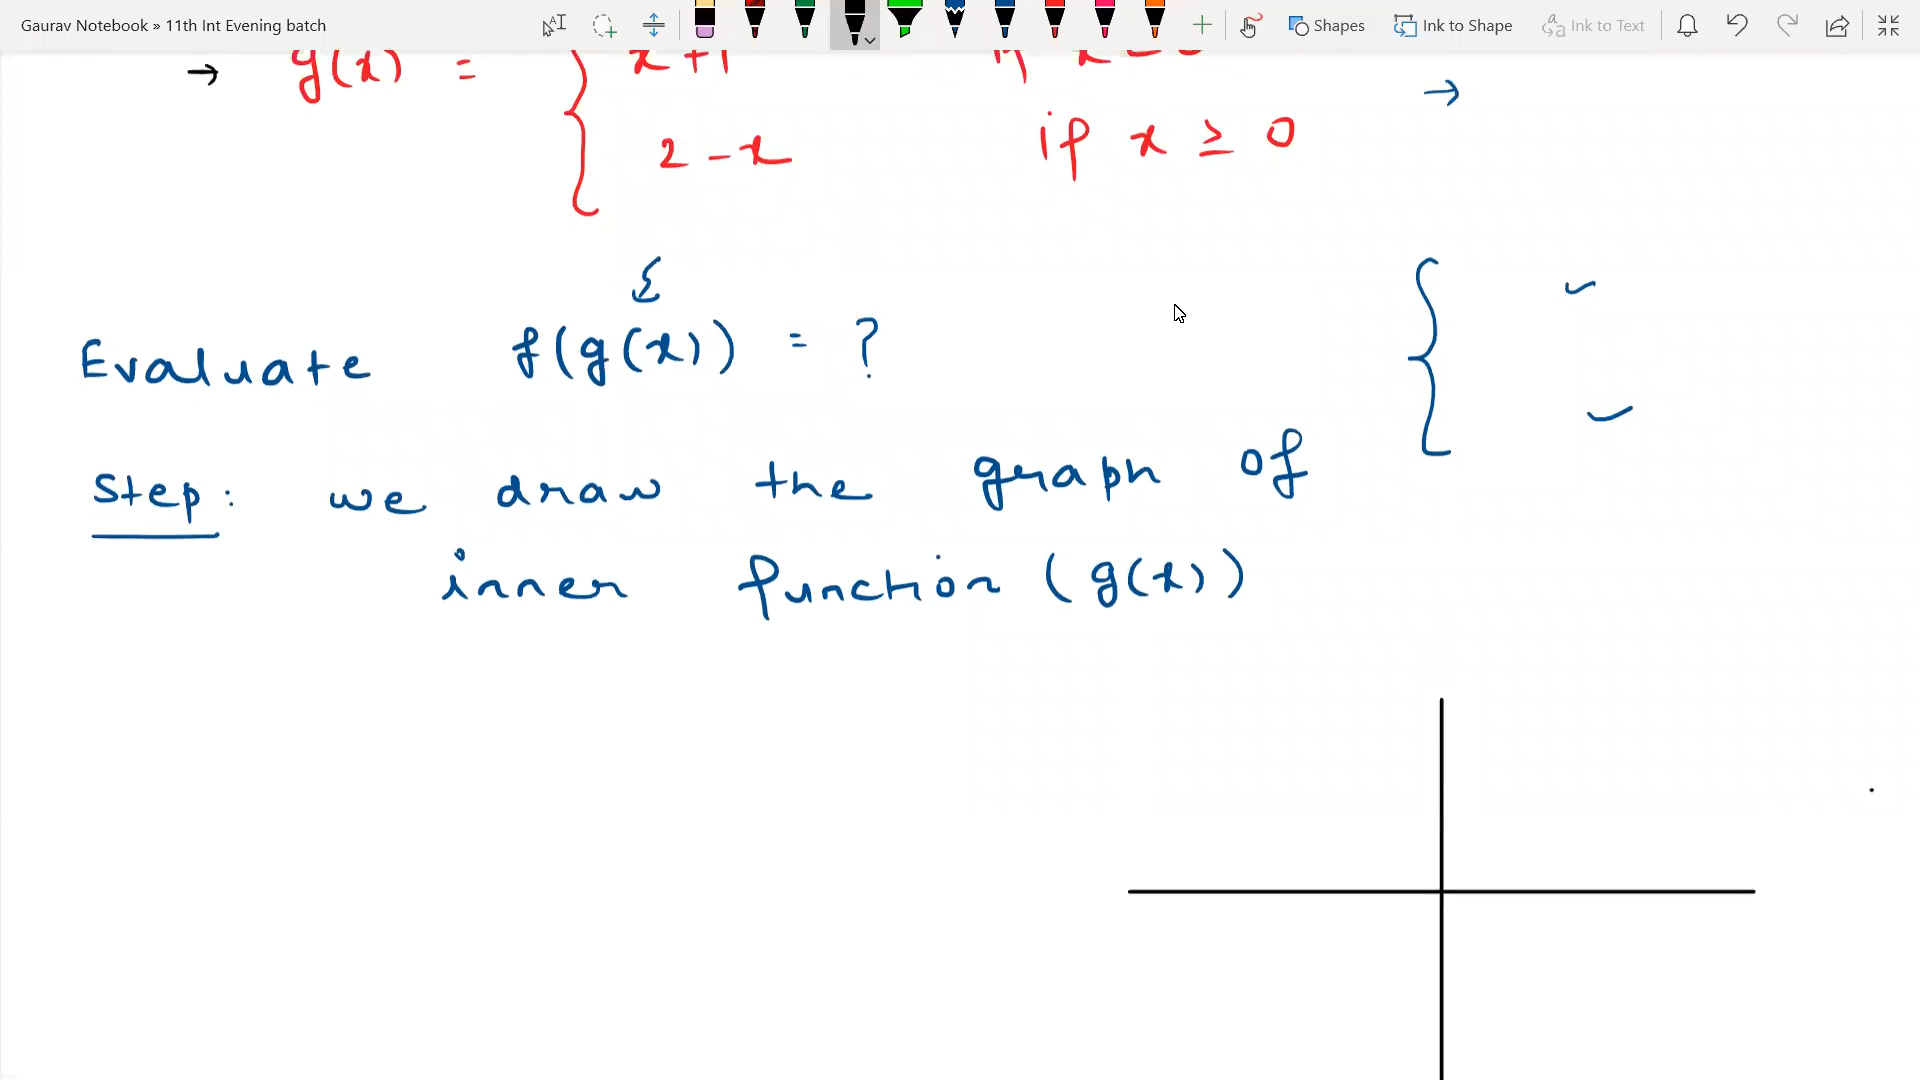 Gaurav Notebook » 11th Int Evening batch
Shapes
Ink to Shape
Ink to Text
→ g(x) = { x+1
2 - x if x ≥ 0 →
Evaluate f(g(x)) = ?
Step: we draw the graph of
inner function (g(x))